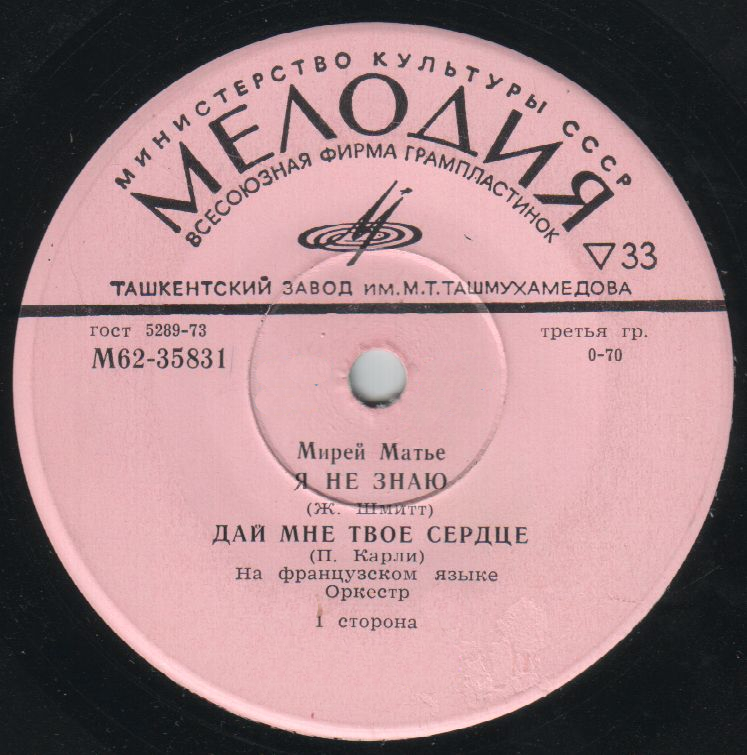 МИНИСТЕРСТВО КУЛЬТУРЫ СССР
МЕЛОДИЯ
ВСЕСОЮЗНАЯ ФИРМА ГРАМПЛАСТИНОК
33
ТАШКЕНТСКИЙ ЗАВОД ИМ. М.Т. ТАШМУХАМЕДОВА
гост 5289-73
третья гр.
М62-35831
0-70
Мирей Матье
Я НЕ ЗНАЮ
(Ж. Шмитт)
ДАЙ МНЕ ТВОЕ СЕРДЦЕ
(П. Карли)
На французском языке
Оркестр
1 сторона